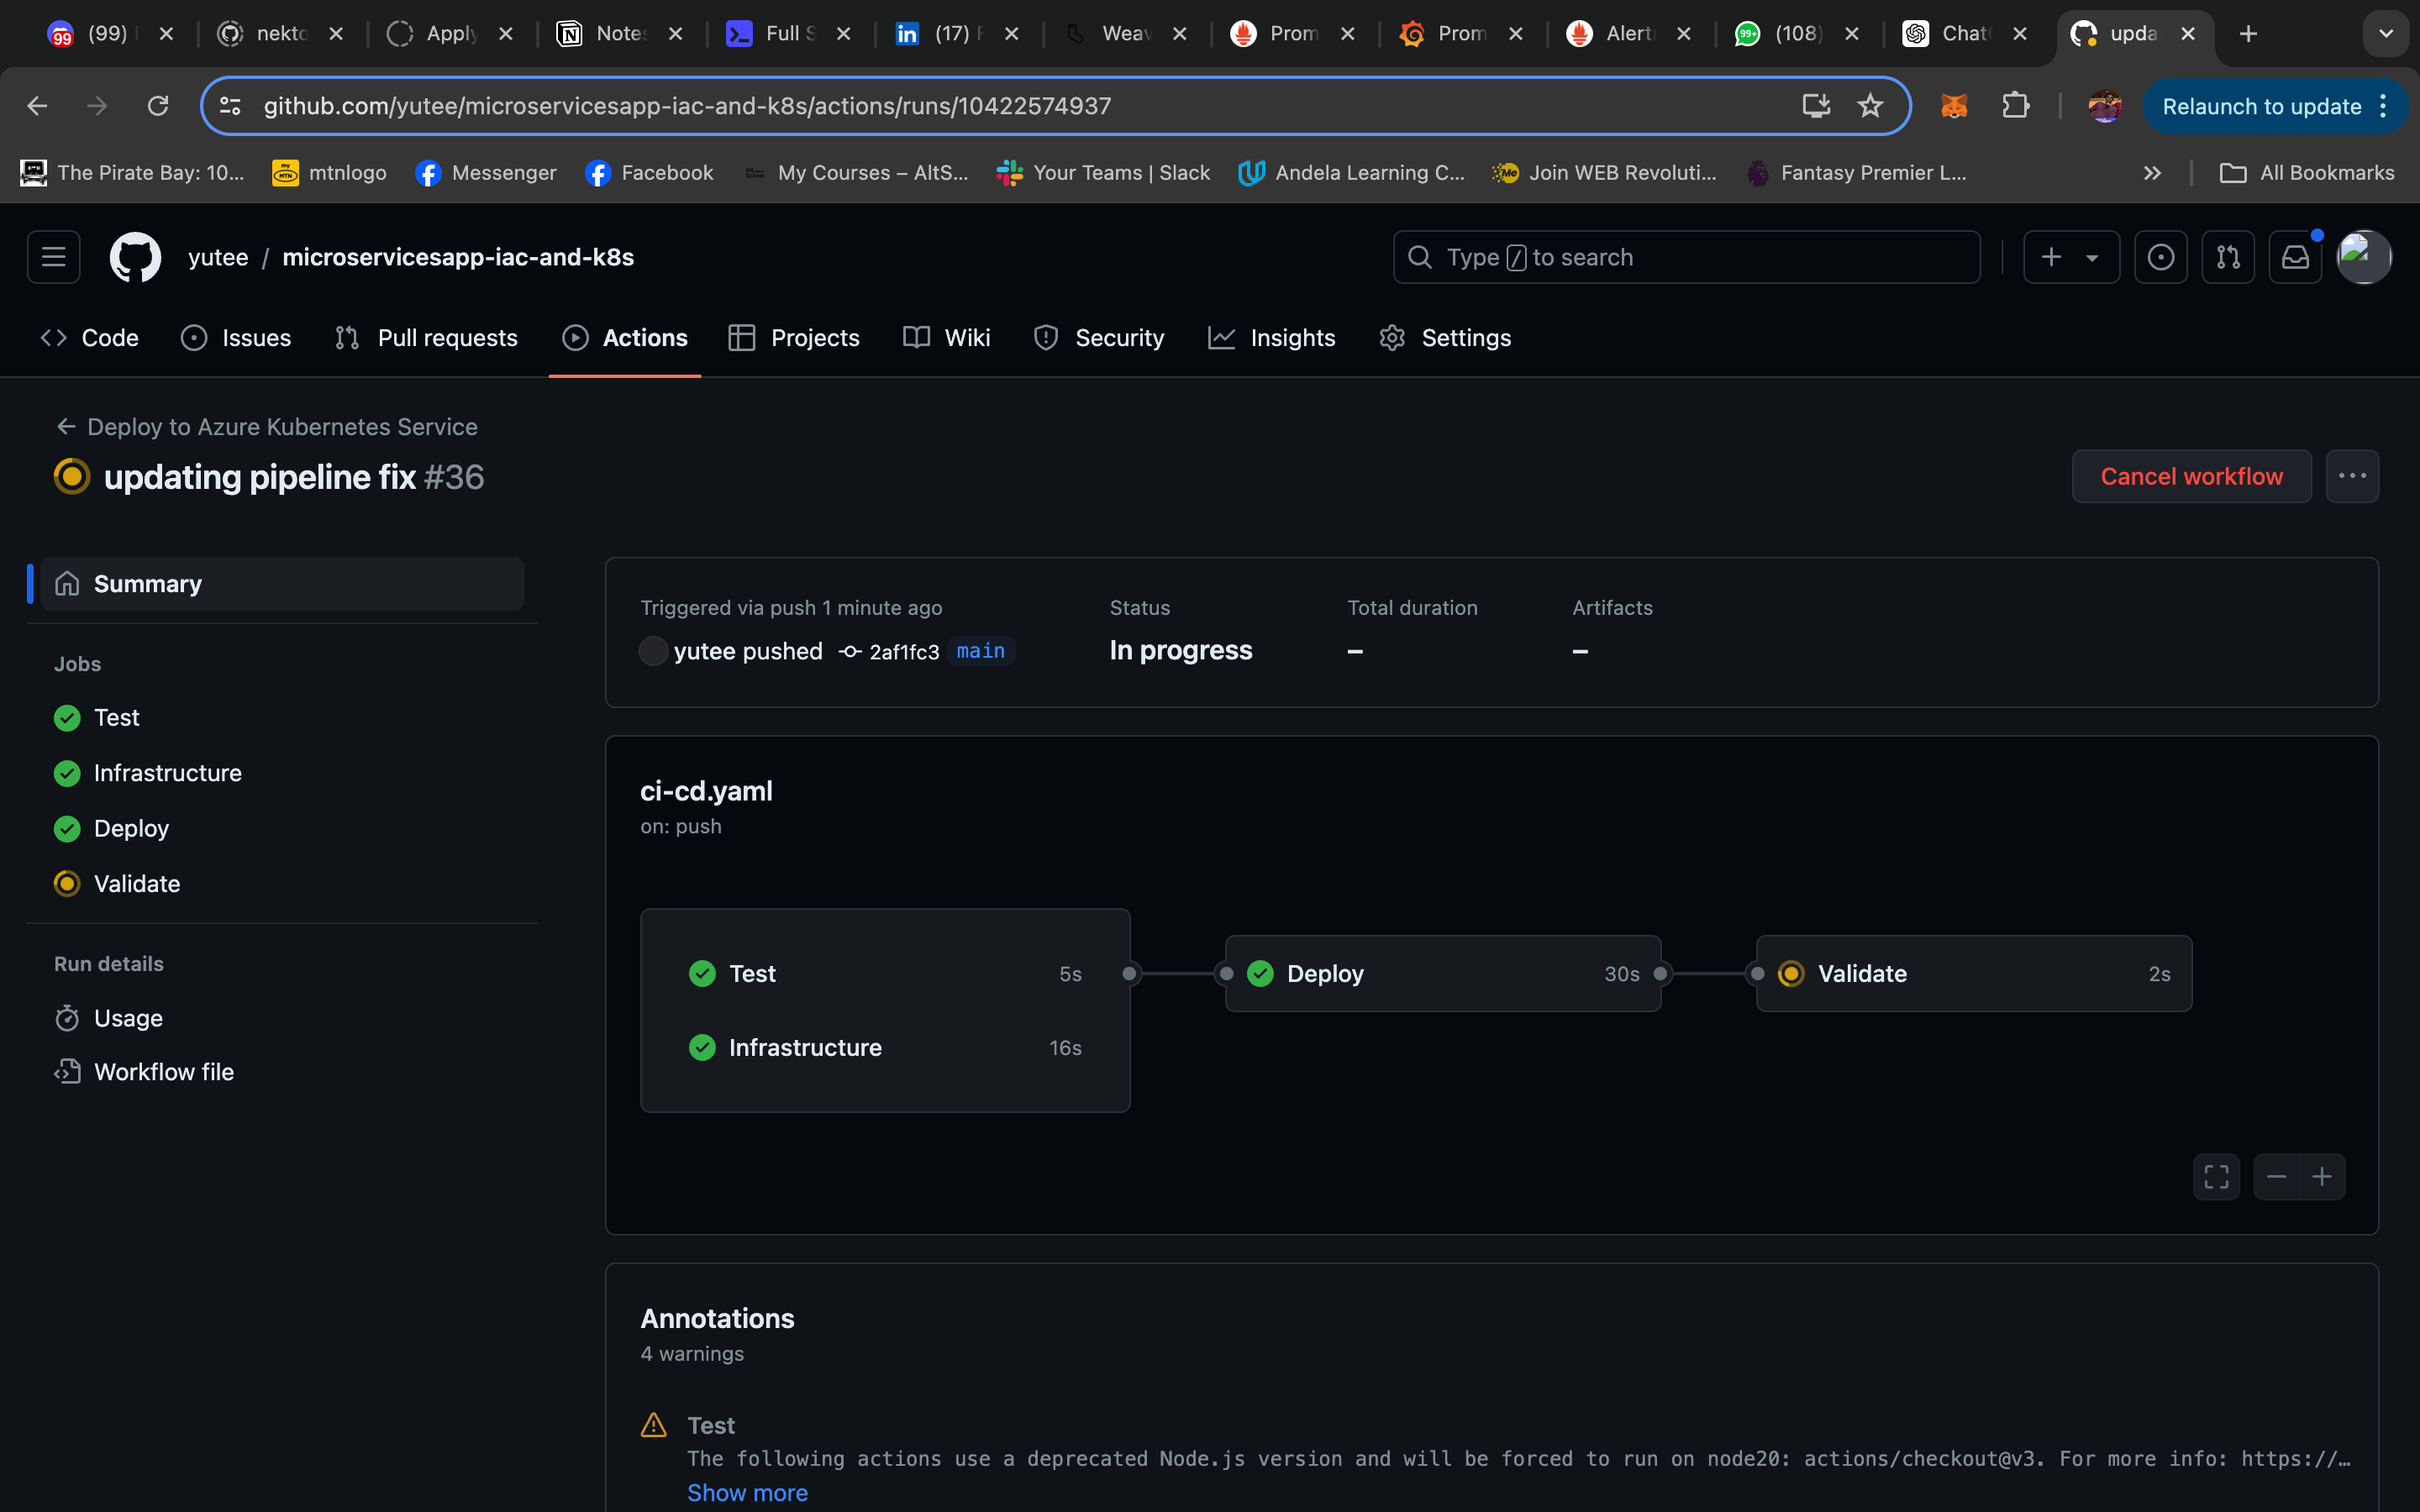 (99)
nekto
Apply
Notes
Full S
(17) F
Weav
Prom
Prom
Alert
(108)
Chat
upda
github.com/yutee/microservicesapp-iac-and-k8s/actions/runs/10422574937
Relaunch to update
The Pirate Bay: 10...
mtnlogo
Messenger
Facebook
My Courses – AltS...
Your Teams | Slack
Andela Learning C...
Join WEB Revoluti...
Fantasy Premier L...
All Bookmarks
yutee / microservicesapp-iac-and-k8s
Type / to search
Code
Issues
Pull requests
Actions
Projects
Wiki
Security
Insights
Settings
Deploy to Azure Kubernetes Service
updating pipeline fix #36
Cancel workflow
Summary
Jobs
Test
Infrastructure
Deploy
Validate
Run details
Usage
Workflow file
Triggered via push 1 minute ago
yutee pushed 2af1fc3 main
Status
In progress
Total duration
–
Artifacts
–
ci-cd.yaml
on: push
Test 5s
Infrastructure 16s
Deploy 30s
Validate 2s
Annotations
4 warnings
Test
The following actions use a deprecated Node.js version and will be forced to run on node20: actions/checkout@v3. For more info: https://…
Show more